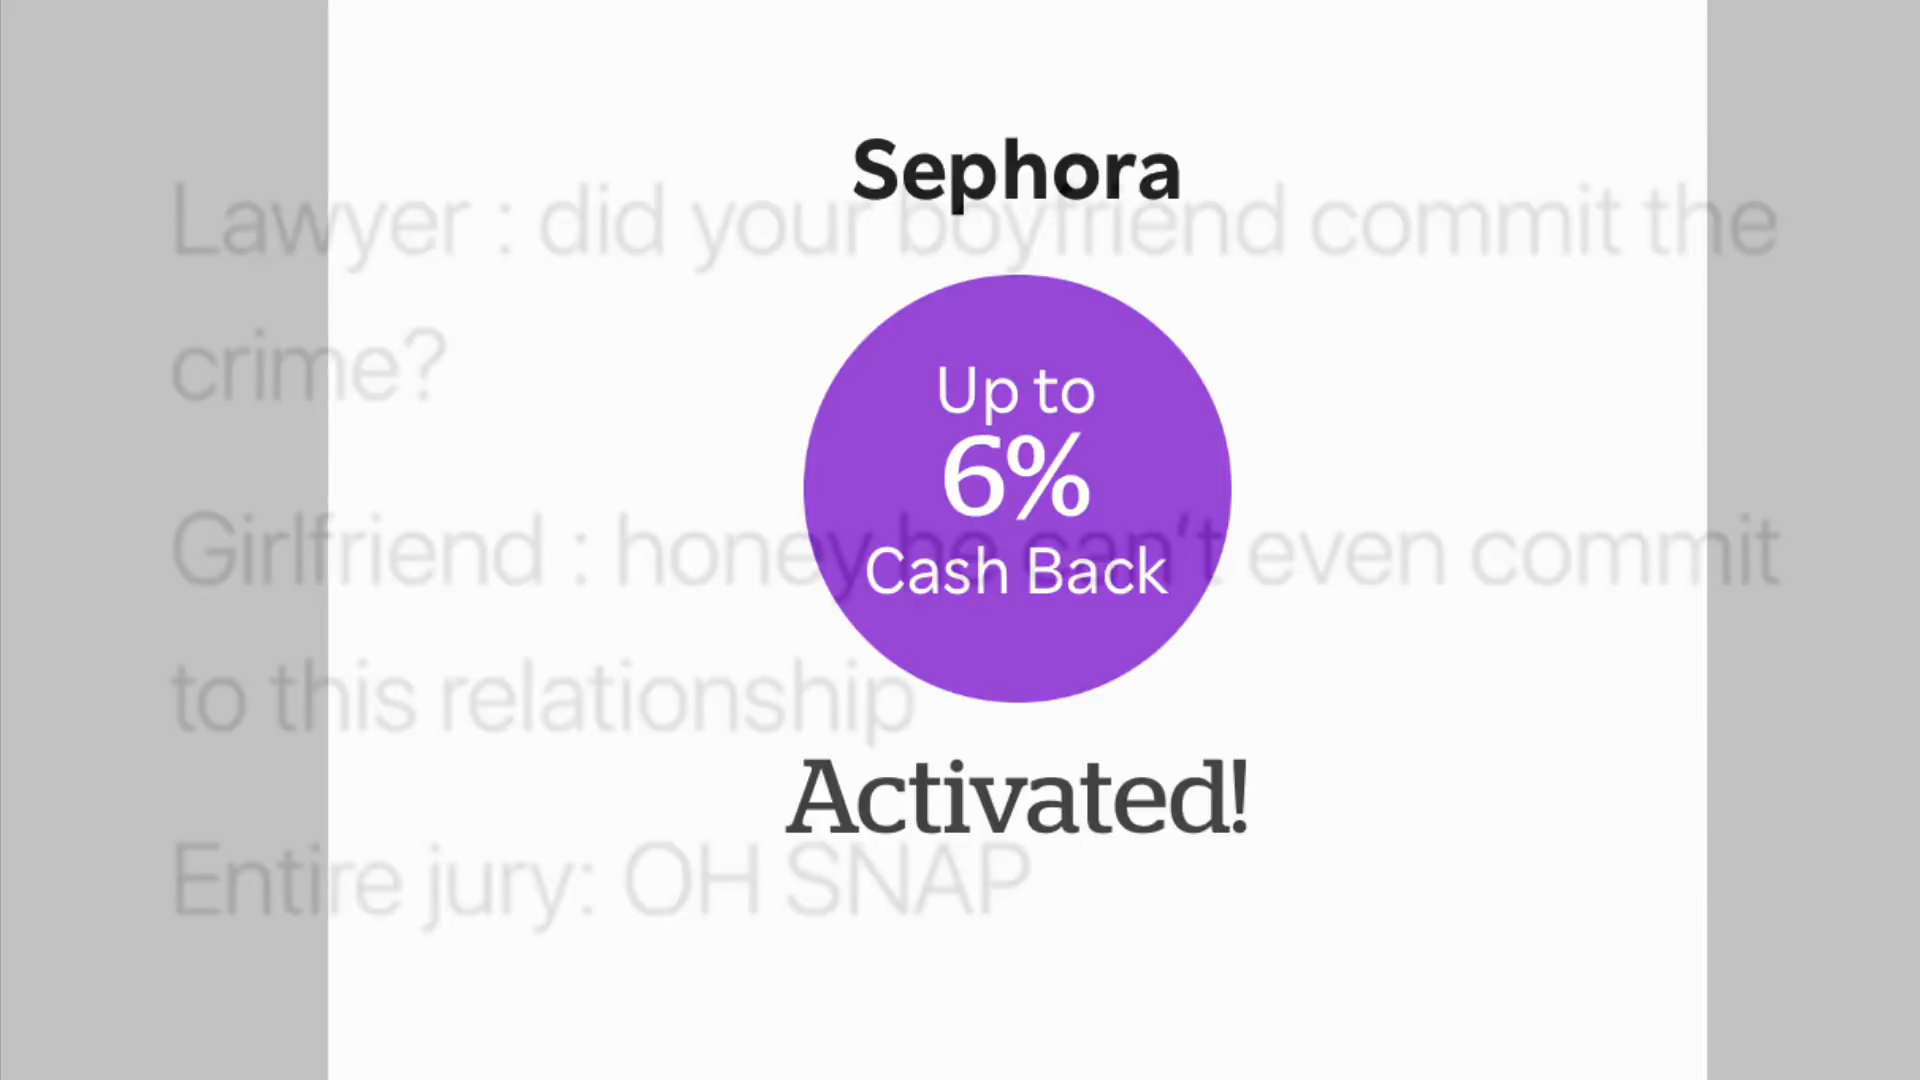 Sephora
Lawyer : did your boyfriend commit the
crime?
Up to
6%
Cash Back
Girlfriend : honey he can't even commit
to this relationship
Activated!
Entire jury: OH SNAP